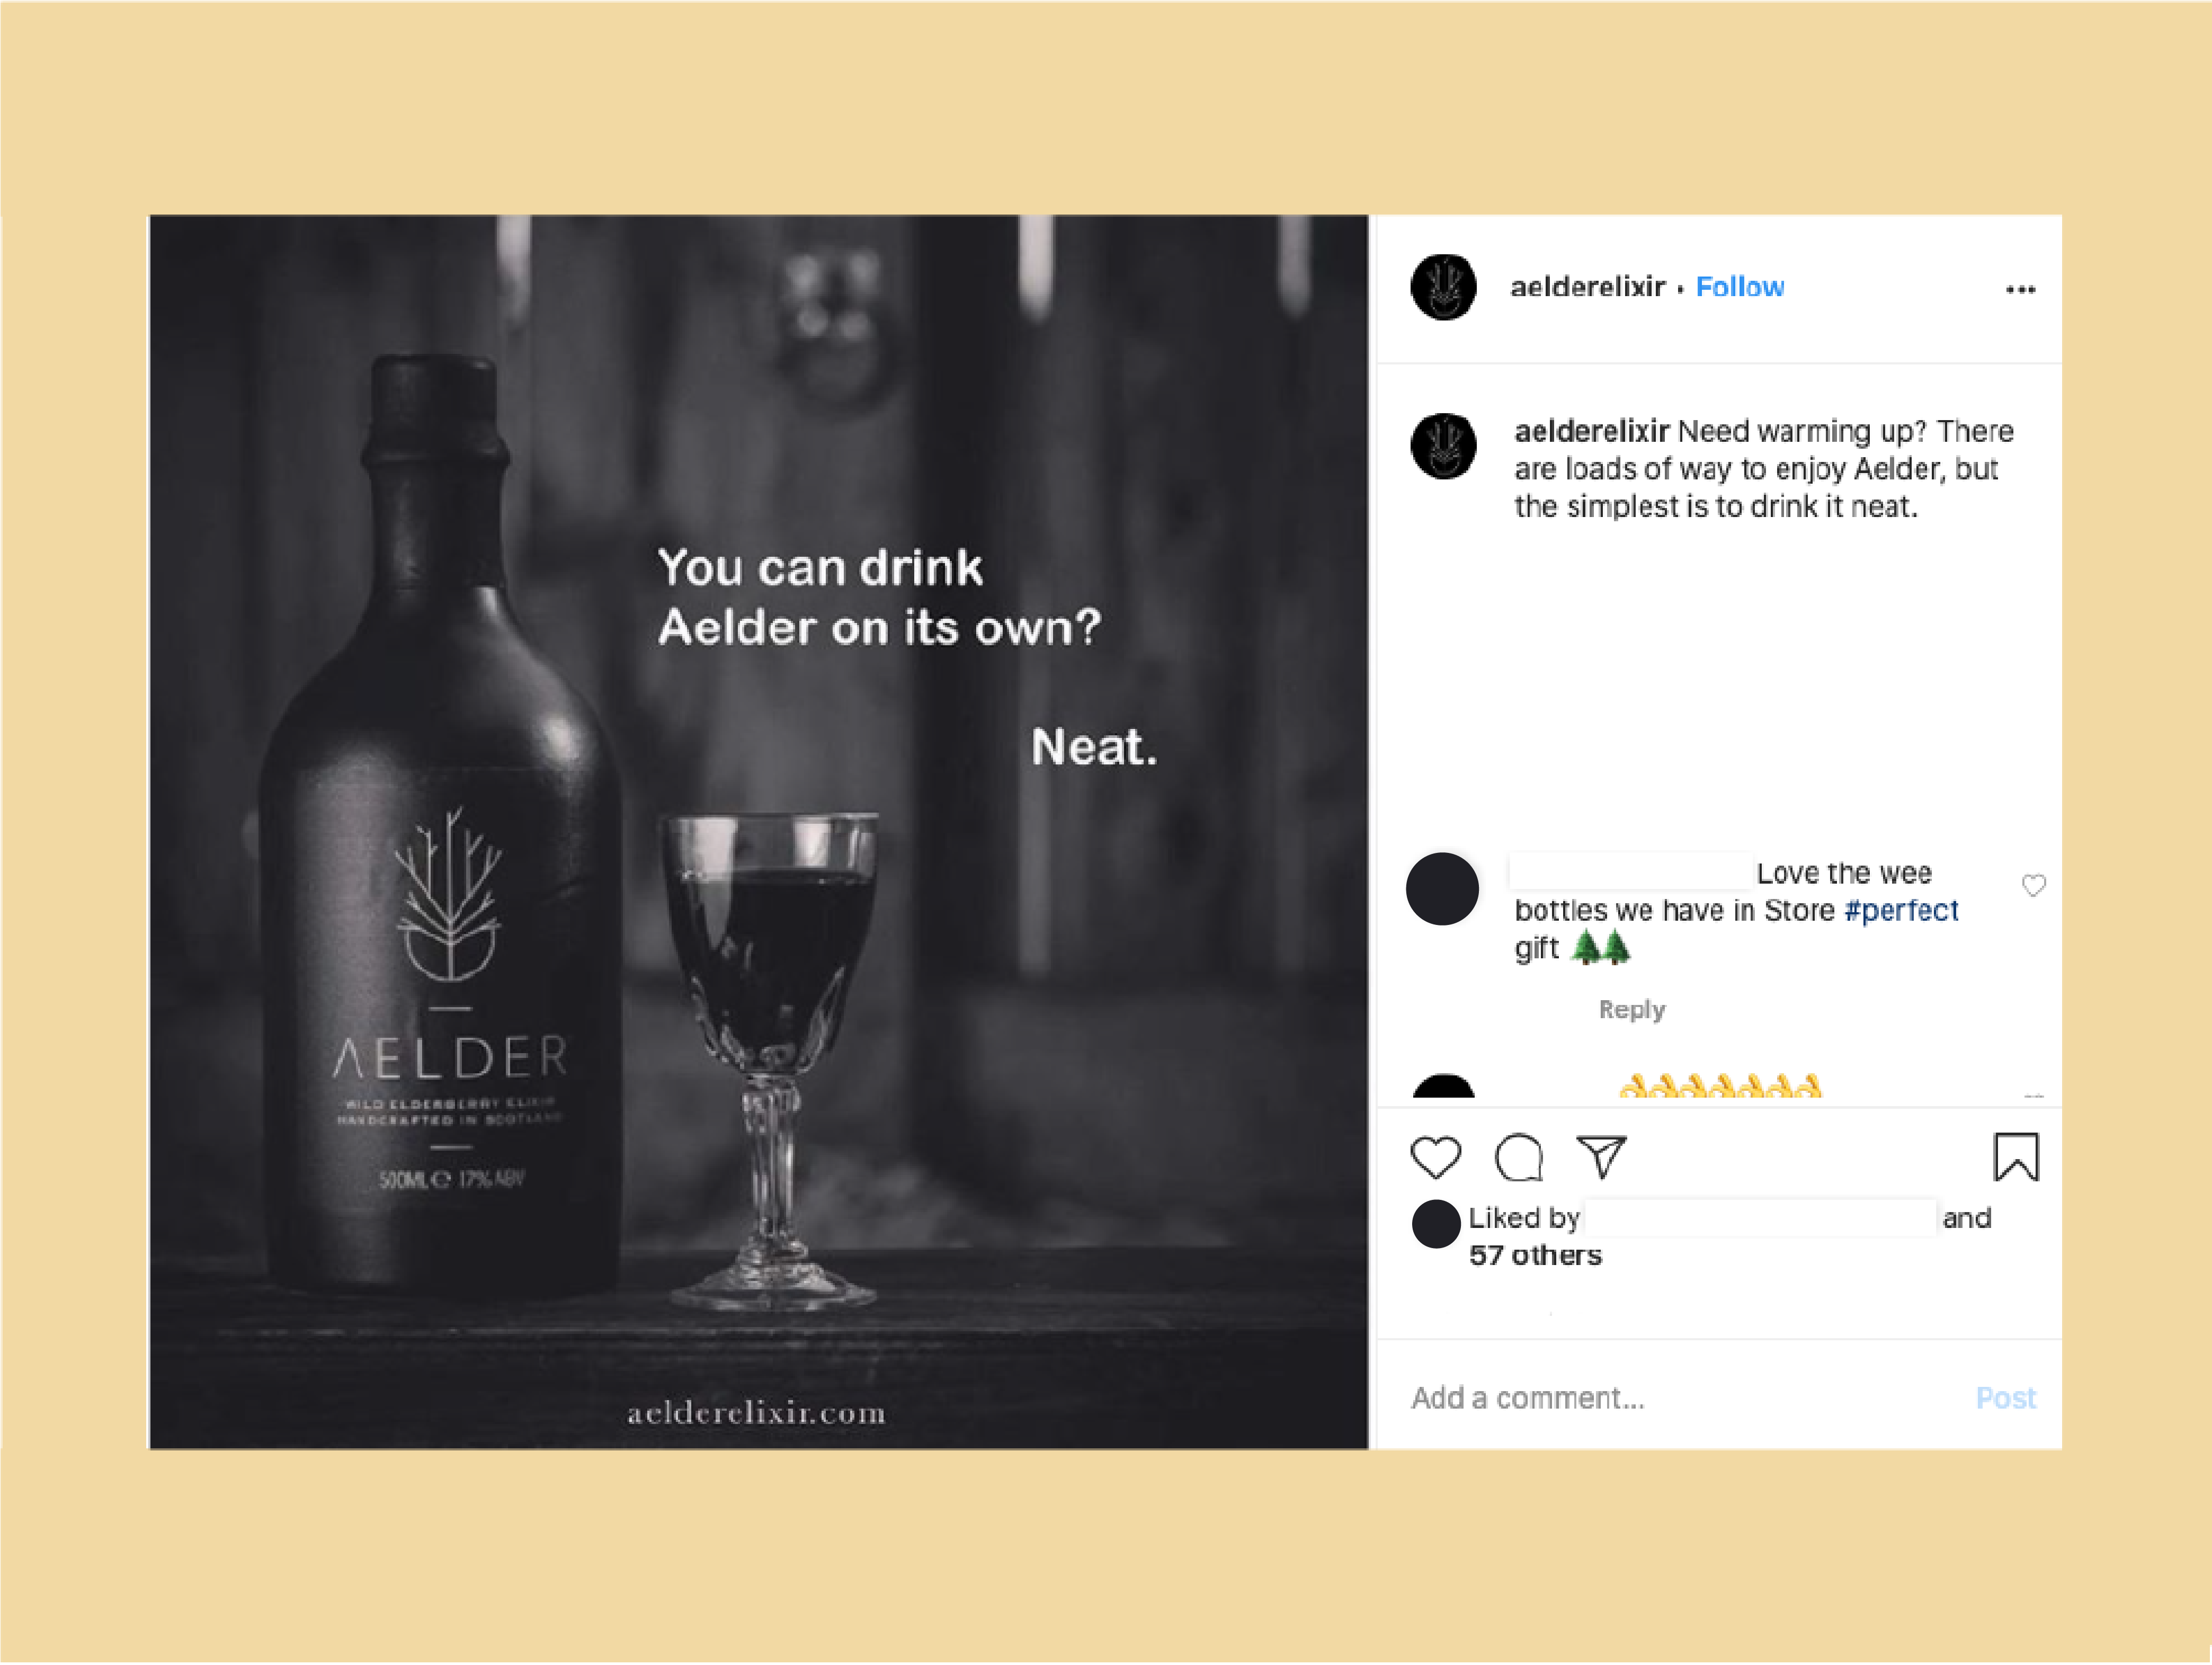 You can drink
Aelder on its own?
Neat.
AELDER
WILD ELDERBERRY ELIXIR
HANDCRAFTED IN SCOTLAND
500ML℮ 17% ABV
aelderelixir.com
aelderelixir • Follow
aelderelixir Need warming up? There
are loads of way to enjoy Aelder, but
the simplest is to drink it neat.
Love the wee
bottles we have in Store #perfect
gift 🌲🌲
Reply
👌👌👌👌👌👌👌
Liked by and
57 others
Add a comment...
Post